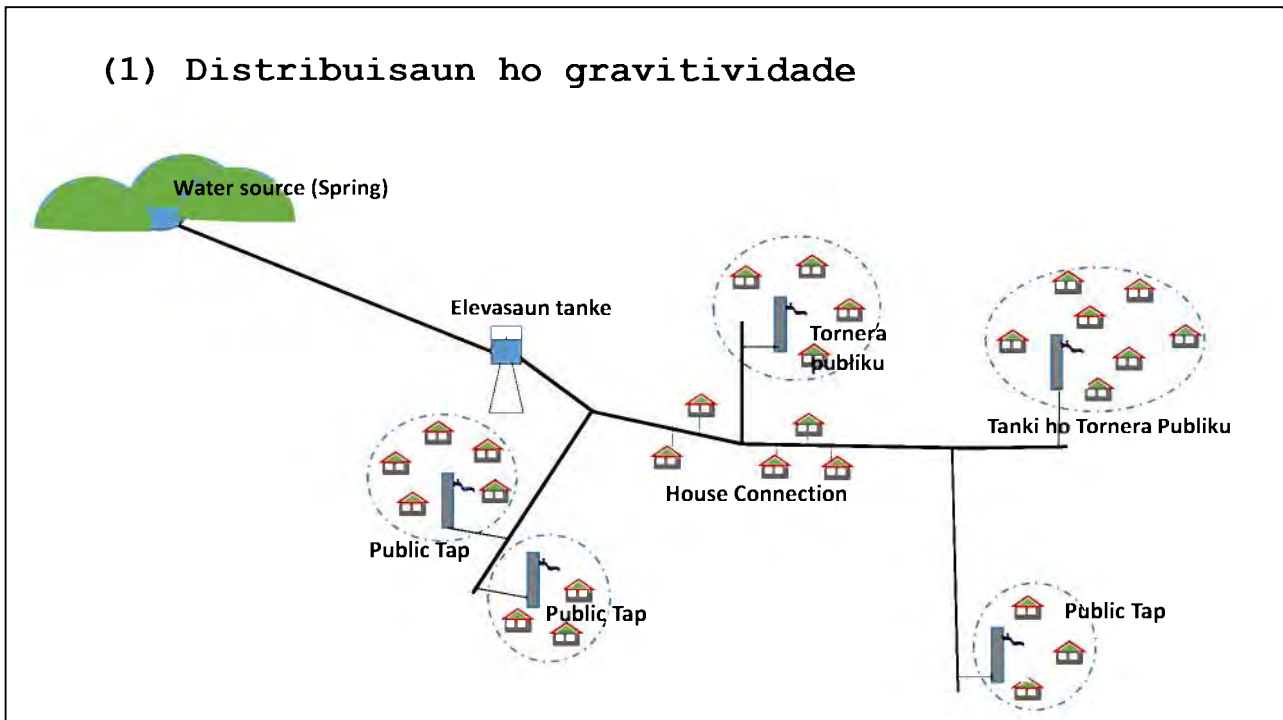 (1) Distribuisaun ho gravitividade
Water source (Spring)
Elevasaun tanke
Tornera
publiku
Tanki ho Tornera Publiku
House Connection
Public Tap
Public Tap
Public Tap